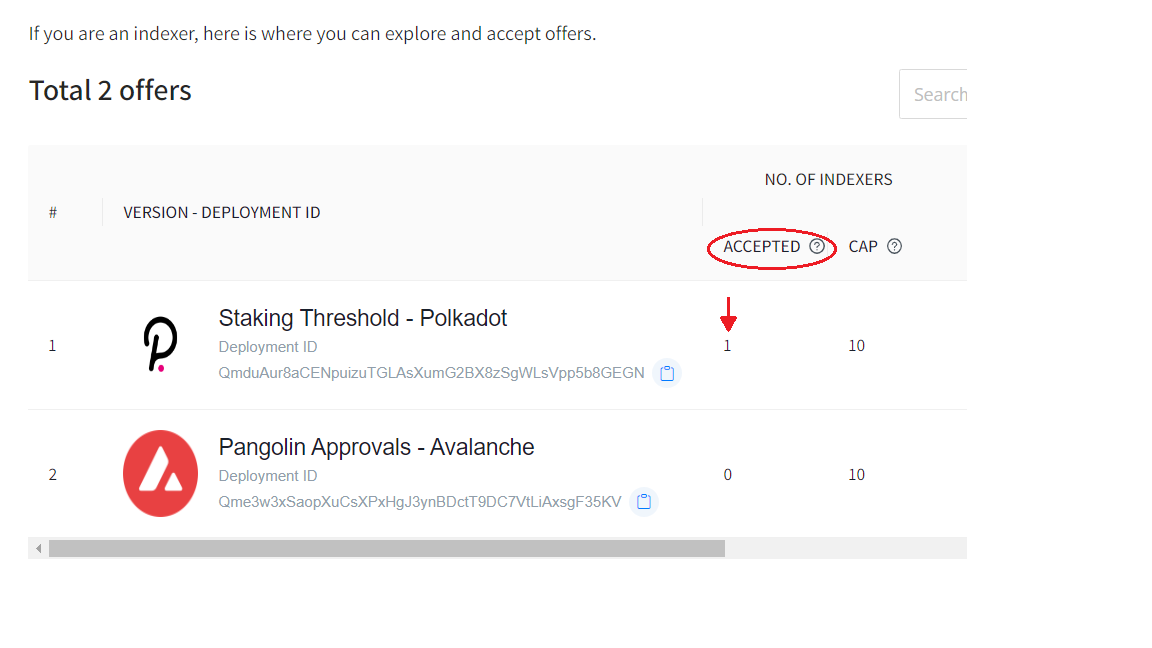 If you are an indexer, here is where you can explore and accept offers.
Total 2 offers
Search
NO. OF INDEXERS
# VERSION - DEPLOYMENT ID
ACCEPTED ? CAP ?
Staking Threshold - Polkadot
1 Deployment ID 1 10
QmduAur8aCENpuizuTGLAsXumG2BX8zSgWLsVpp5b8GEGN
Pangolin Approvals - Avalanche
2 Deployment ID 0 10
Qme3w3xSaopXuCsXPxHgJ3ynBDctT9DC7VtLiAxsgF35KV